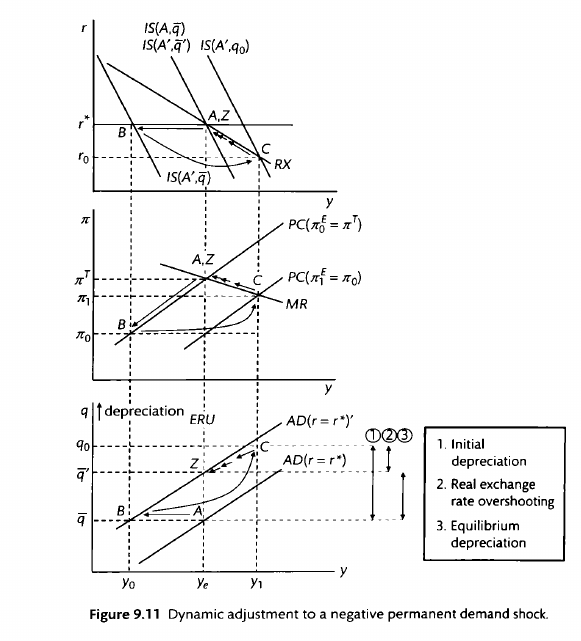 r
IS(A,q̄)
IS(A′,q̄′) IS(A′,q₀)
A,Z
r*
B
C
r₀
RX
IS(A′,q̄)
y
π
PC(π₀ᴱ = πᵀ)
A,Z
πᵀ
C
PC(π₁ᴱ = π₀)
π₁
MR
B
π₀
y
q depreciation
ERU
AD(r = r*)′
q₀
C
① ② ③
Z
AD(r = r*)
q̄′
B
A
q̄
y
y₀
yₑ
y₁
1. Initial
depreciation
2. Real exchange
rate overshooting
3. Equilibrium
depreciation
Figure 9.11 Dynamic adjustment to a negative permanent demand shock.